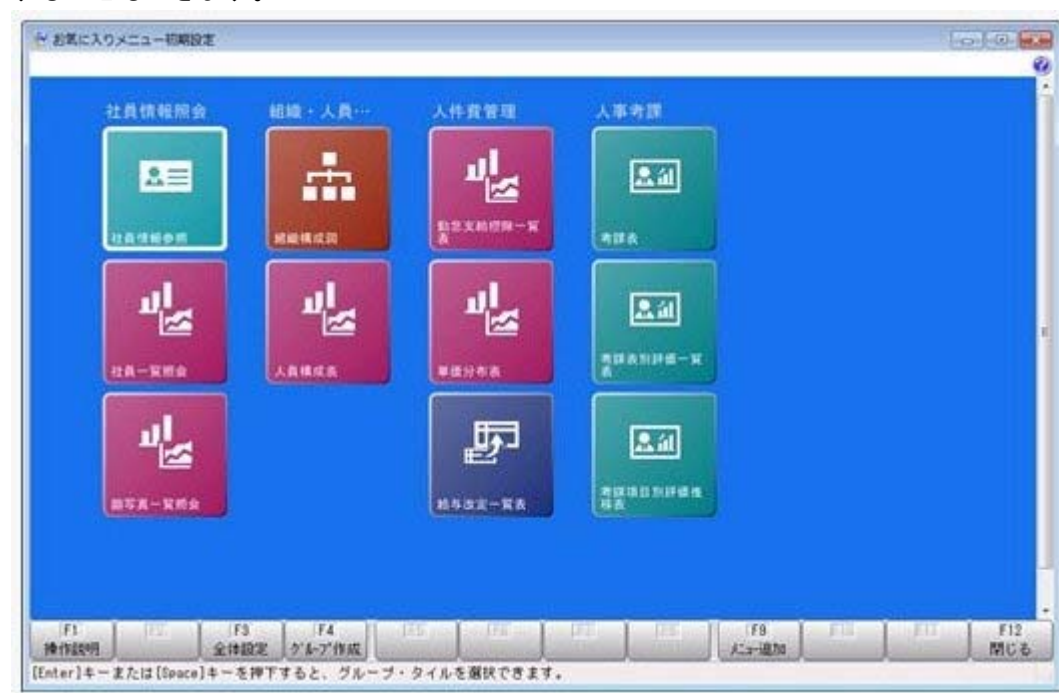 お気に入りメニュー初期設定
社員情報照会
組織・人員…
人件費管理
人事考課
社員情報参照
組織構成図
勤怠支給控除一覧
表
考課表
社員一覧照会
人員構成表
単価分布表
考課表別評価一覧
表
顔写真一覧照会
給与改定一覧表
考課項目別評価推
移表
F1
F3
F4
F9
F12
操作説明
全体設定
グループ作成
メニュー追加
閉じる
[Enter]キーまたは[Space]キーを押下すると、グループ・タイルを選択できます。